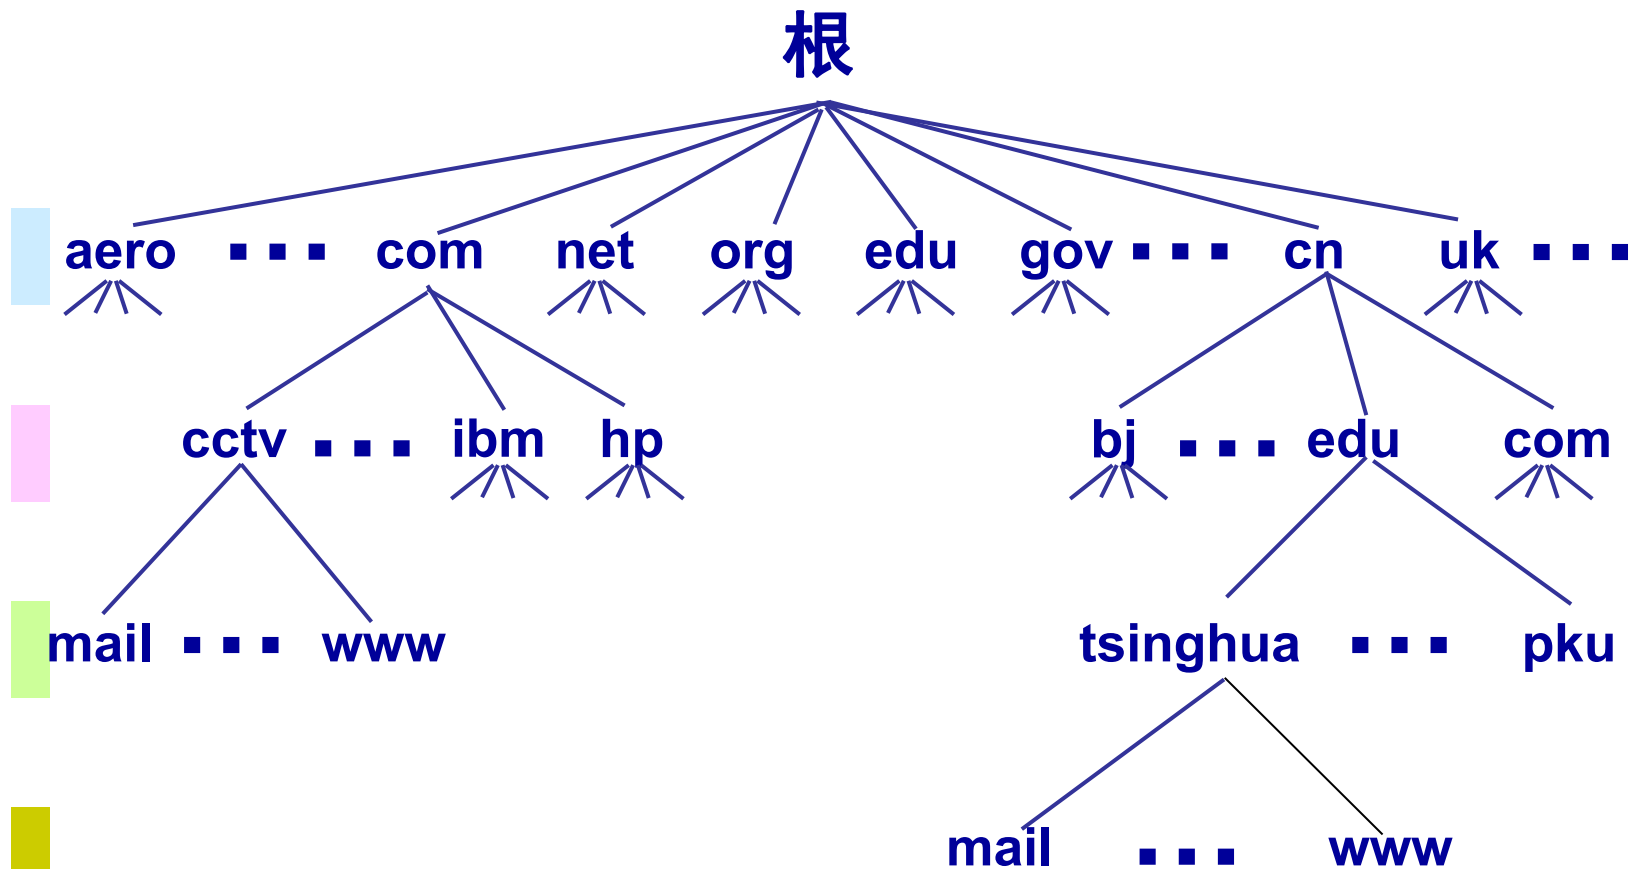 根
aero ▪ ▪ ▪ com net org edu gov ▪ ▪ ▪ cn uk ▪ ▪ ▪
cctv ▪ ▪ ▪ ibm hp bj ▪ ▪ ▪ edu com
mail ▪ ▪ ▪ www tsinghua ▪ ▪ ▪ pku
mail ▪ ▪ ▪ www